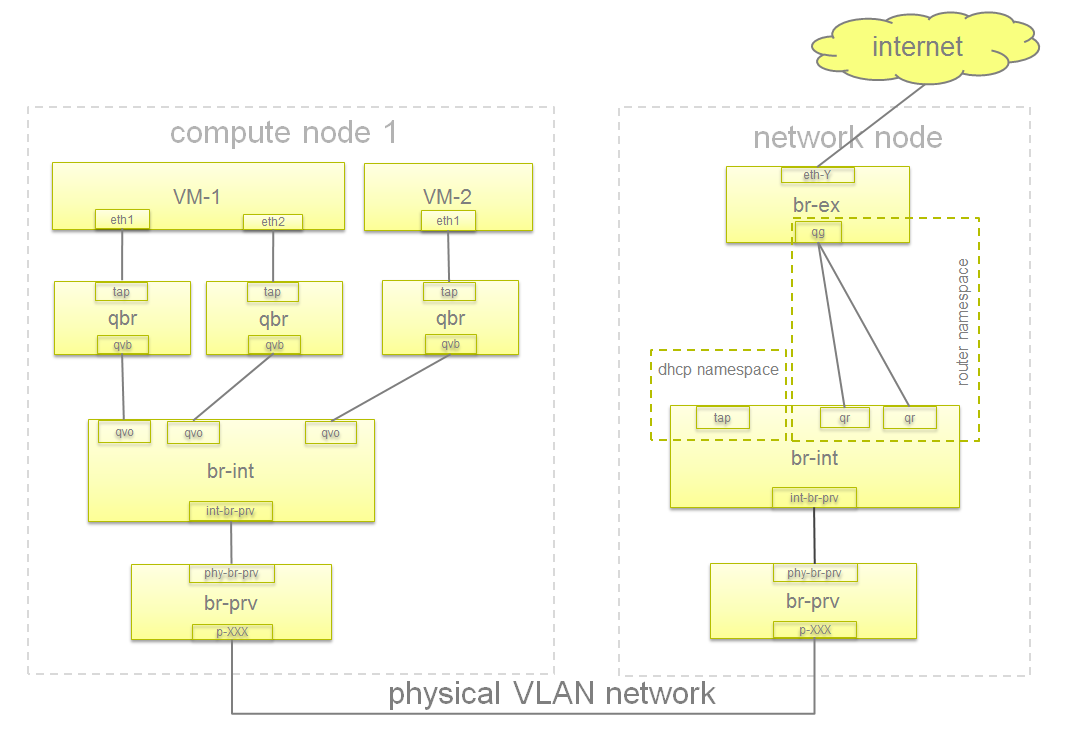 internet
compute node 1
network node
VM-1
VM-2
eth1
eth2
eth1
eth-Y
br-ex
qg
tap
tap
tap
qbr
qbr
qbr
qvb
qvb
qvb
router namespace
dhcp namespace
qvo
qvo
qvo
br-int
int-br-prv
tap
qr
qr
br-int
int-br-prv
phy-br-prv
br-prv
p-XXX
phy-br-prv
br-prv
p-XXX
physical VLAN network